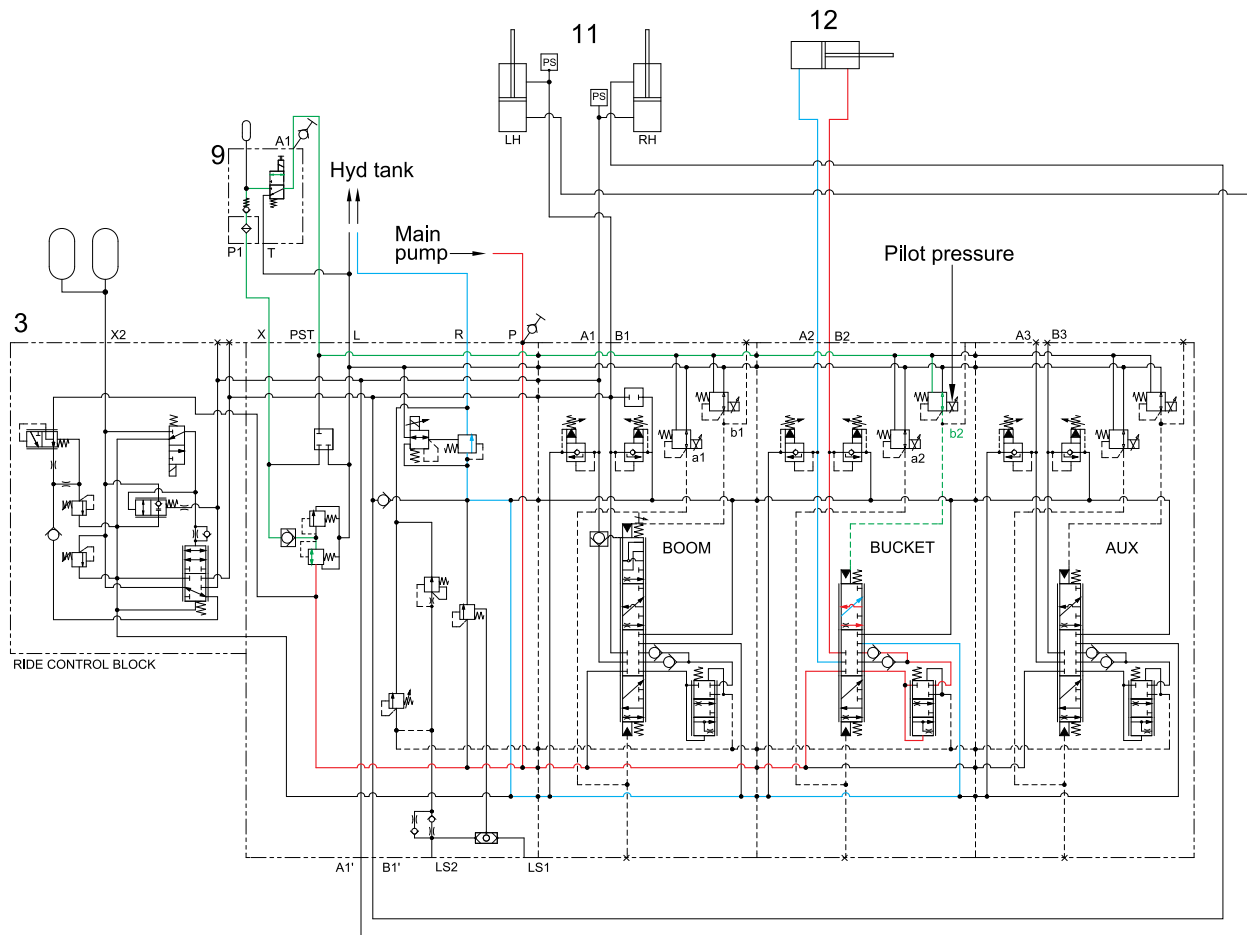 11
12
PS
PS
LH
RH
9
A1
P1
T
Hyd tank
Main
pump
Pilot pressure
3
X2
X
PST
L
R
P
A1
B1
A2
B2
A3
B3
b1
a1
b2
a2
BOOM
BUCKET
AUX
RIDE CONTROL BLOCK
A1'
B1'
LS2
LS1